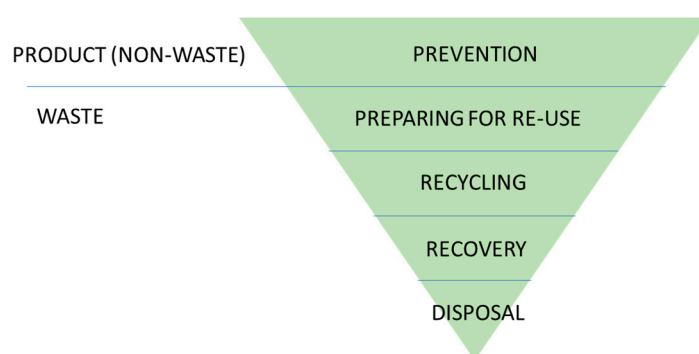 PRODUCT (NON-WASTE) PREVENTION
WASTE PREPARING FOR RE-USE
RECYCLING
RECOVERY
DISPOSAL